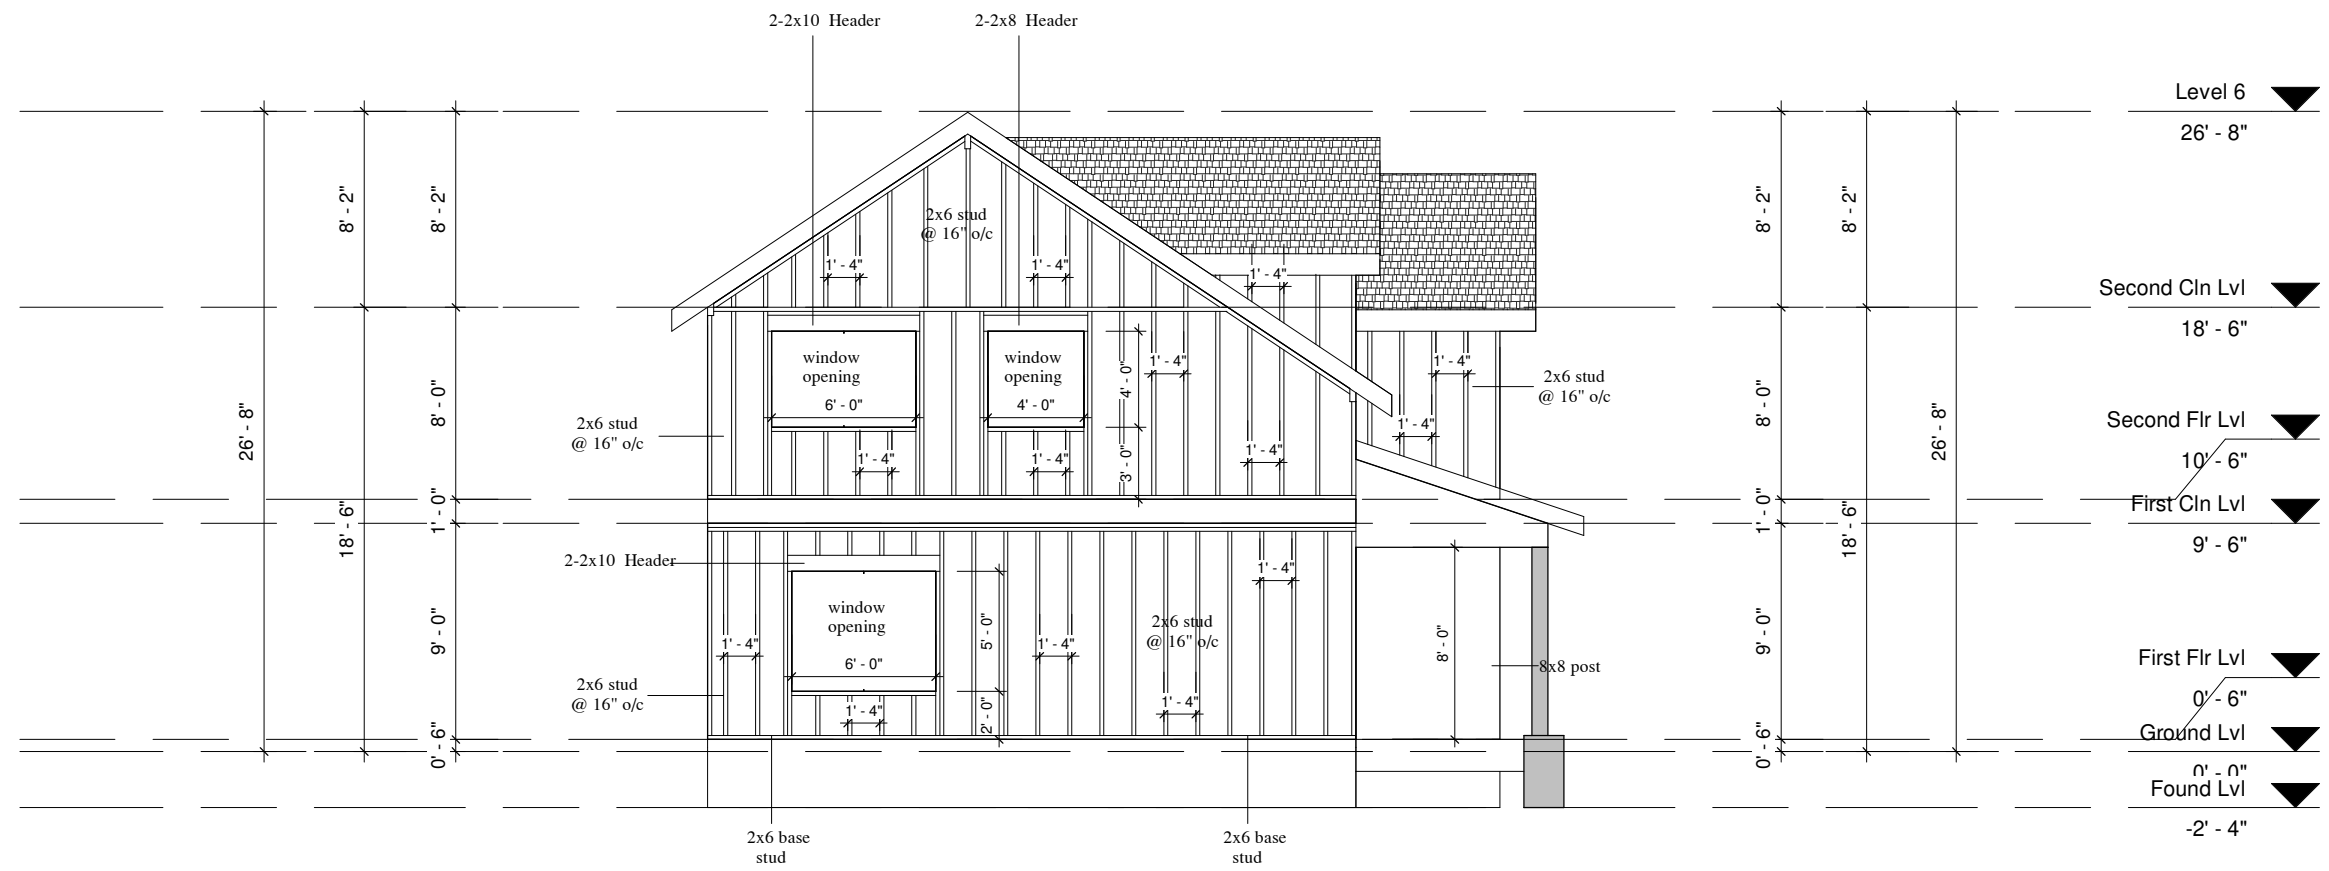 2-2x10 Header
2-2x8 Header
Level 6
26' - 8"
8' - 2"
8' - 2"
8' - 2"
8' - 2"
2x6 stud
@ 16" o/c
1' - 4"
1' - 4"
1' - 4"
Second Cln Lvl
18' - 6"
window
opening
6' - 0"
window
opening
4' - 0"
4' - 0"
3' - 0"
1' - 4"
1' - 4"
1' - 4"
1' - 4"
1' - 4"
1' - 4"
2x6 stud
@ 16" o/c
2x6 stud
@ 16" o/c
26' - 8"
8' - 0"
8' - 0"
26' - 8"
Second Flr Lvl
10' - 6"
First Cln Lvl
9' - 6"
18' - 6"
1' - 0"
1' - 0"
18' - 6"
2-2x10 Header
1' - 4"
window
opening
6' - 0"
5' - 0"
2' - 0"
1' - 4"
1' - 4"
1' - 4"
1' - 4"
2x6 stud
@ 16" o/c
2x6 stud
@ 16" o/c
8' - 0"
8x8 post
9' - 0"
9' - 0"
First Flr Lvl
0' - 6"
0' - 6"
0' - 6"
Ground Lvl
0' - 0"
Found Lvl
-2' - 4"
2x6 base
stud
2x6 base
stud